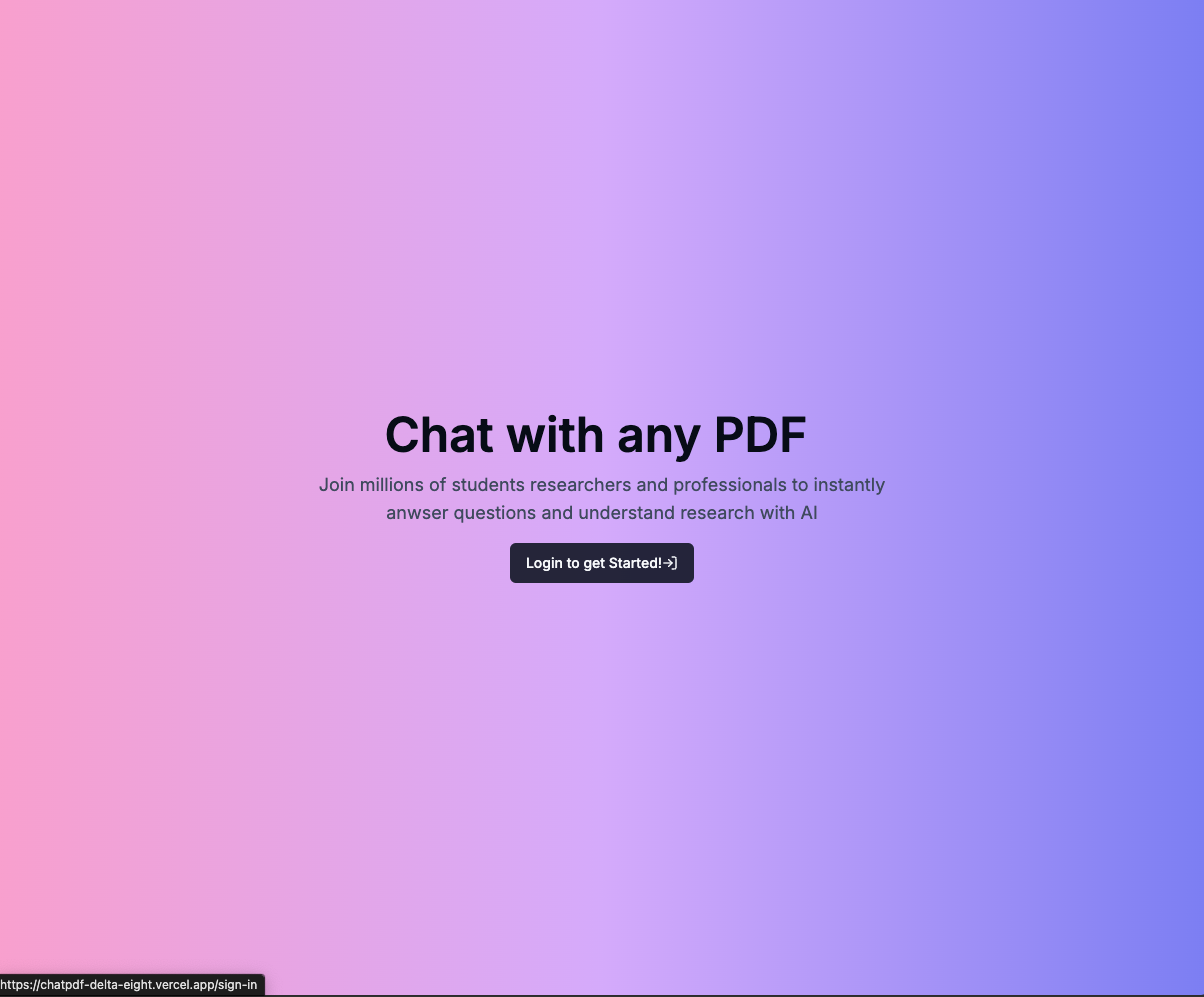 Chat with any PDF
Join millions of students researchers and professionals to instantly
anwser questions and understand research with AI
Login to get Started!
https://chatpdf-delta-eight.vercel.app/sign-in